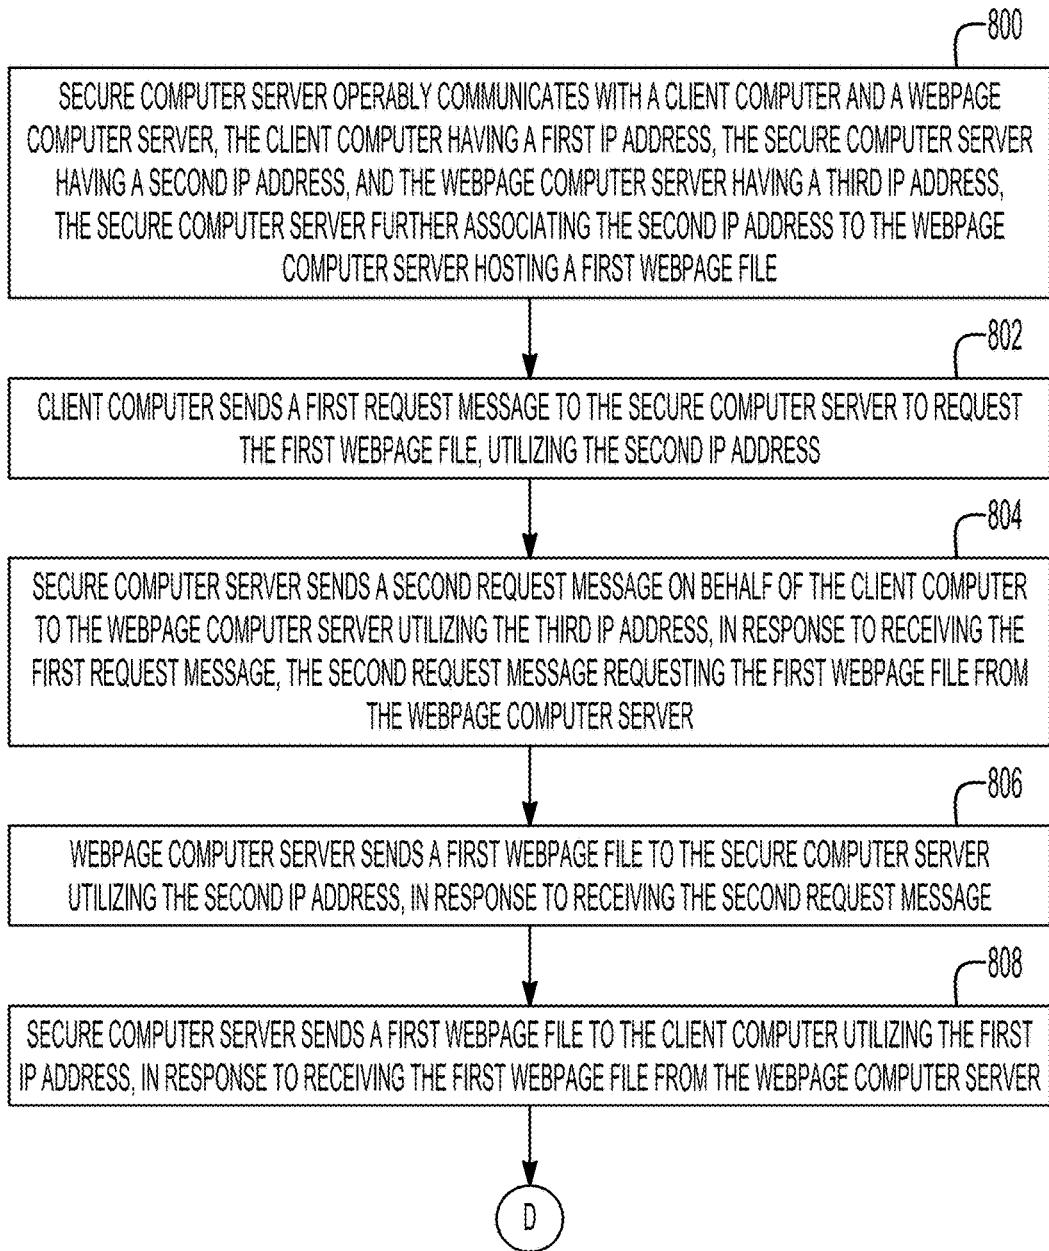 800
SECURE COMPUTER SERVER OPERABLY COMMUNICATES WITH A CLIENT COMPUTER AND A WEBPAGE
COMPUTER SERVER, THE CLIENT COMPUTER HAVING A FIRST IP ADDRESS, THE SECURE COMPUTER SERVER
HAVING A SECOND IP ADDRESS, AND THE WEBPAGE COMPUTER SERVER HAVING A THIRD IP ADDRESS,
THE SECURE COMPUTER SERVER FURTHER ASSOCIATING THE SECOND IP ADDRESS TO THE WEBPAGE
COMPUTER SERVER HOSTING A FIRST WEBPAGE FILE
802
CLIENT COMPUTER SENDS A FIRST REQUEST MESSAGE TO THE SECURE COMPUTER SERVER TO REQUEST
THE FIRST WEBPAGE FILE, UTILIZING THE SECOND IP ADDRESS
804
SECURE COMPUTER SERVER SENDS A SECOND REQUEST MESSAGE ON BEHALF OF THE CLIENT COMPUTER
TO THE WEBPAGE COMPUTER SERVER UTILIZING THE THIRD IP ADDRESS, IN RESPONSE TO RECEIVING THE
FIRST REQUEST MESSAGE, THE SECOND REQUEST MESSAGE REQUESTING THE FIRST WEBPAGE FILE FROM
THE WEBPAGE COMPUTER SERVER
806
WEBPAGE COMPUTER SERVER SENDS A FIRST WEBPAGE FILE TO THE SECURE COMPUTER SERVER
UTILIZING THE SECOND IP ADDRESS, IN RESPONSE TO RECEIVING THE SECOND REQUEST MESSAGE
808
SECURE COMPUTER SERVER SENDS A FIRST WEBPAGE FILE TO THE CLIENT COMPUTER UTILIZING THE FIRST
IP ADDRESS, IN RESPONSE TO RECEIVING THE FIRST WEBPAGE FILE FROM THE WEBPAGE COMPUTER SERVER
D